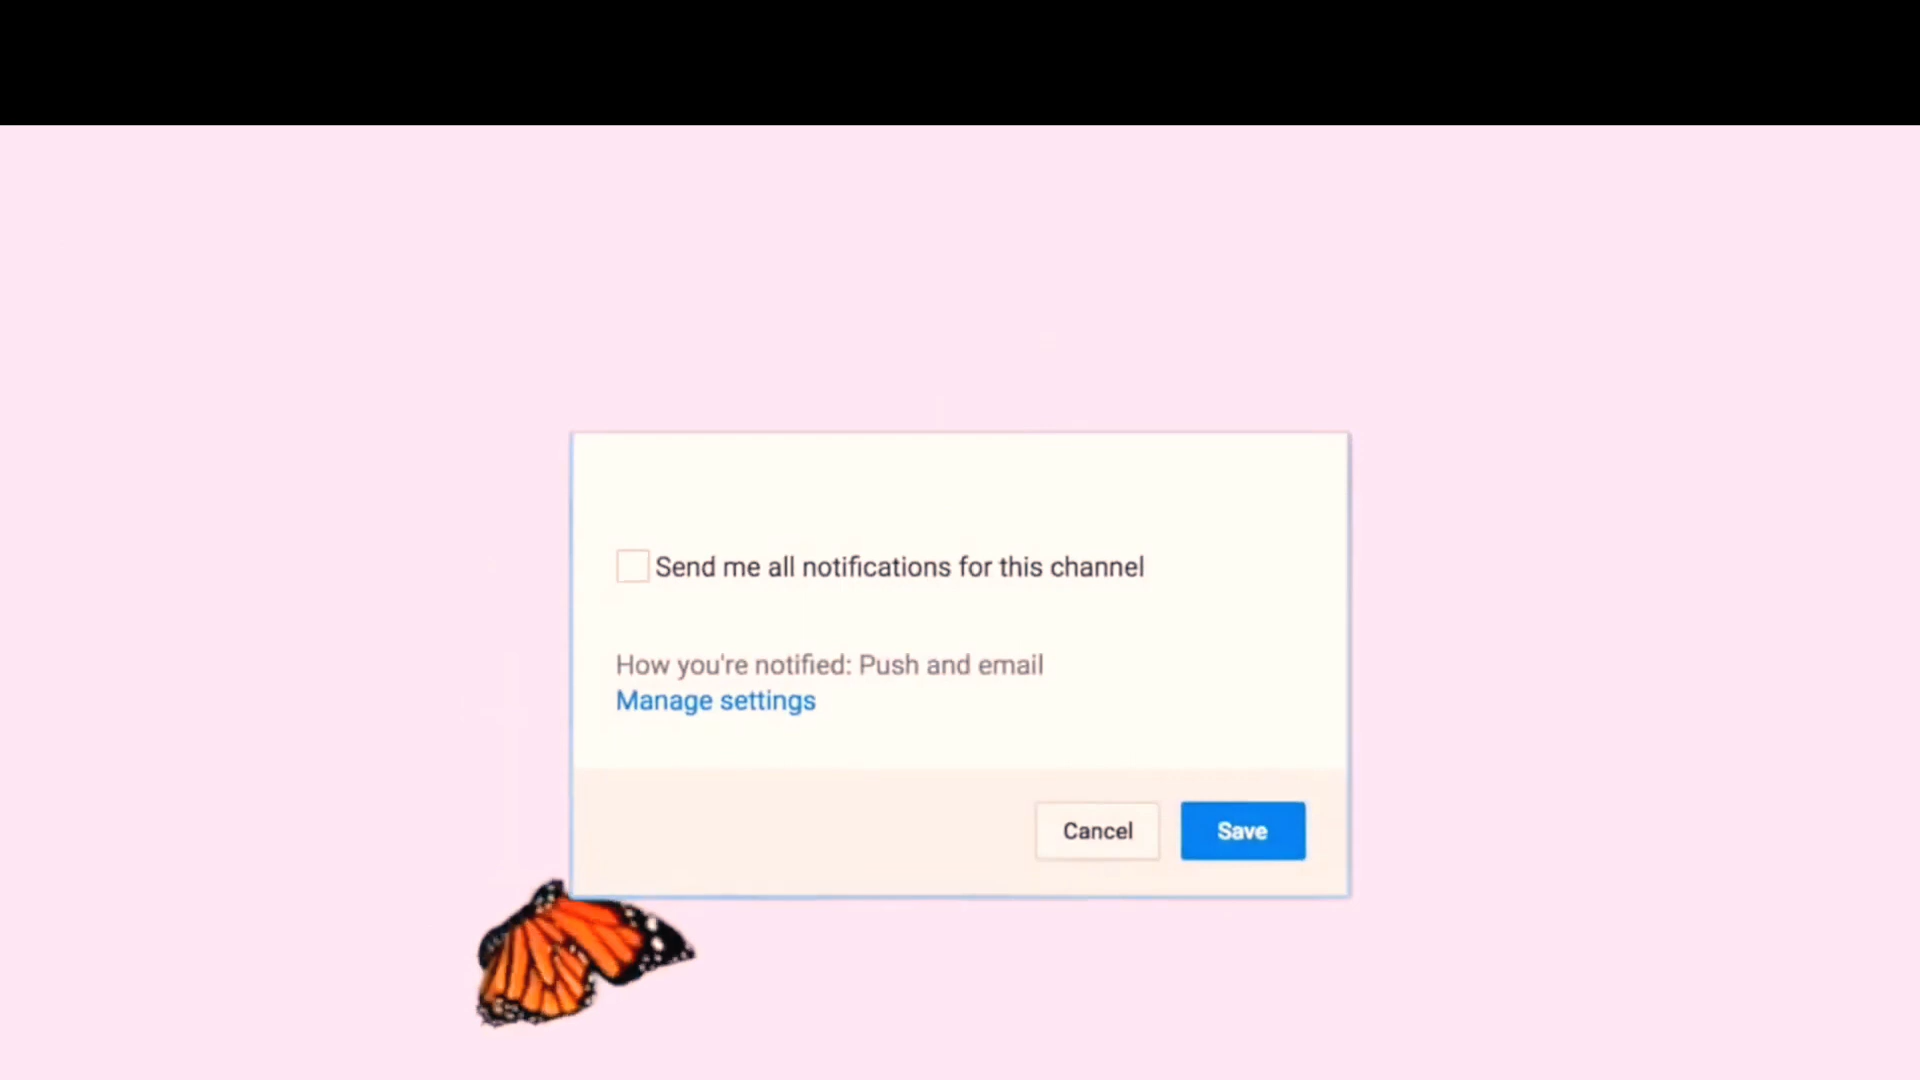 Send me all notifications for this channel
How you're notified: Push and email
Manage settings
Cancel
Save